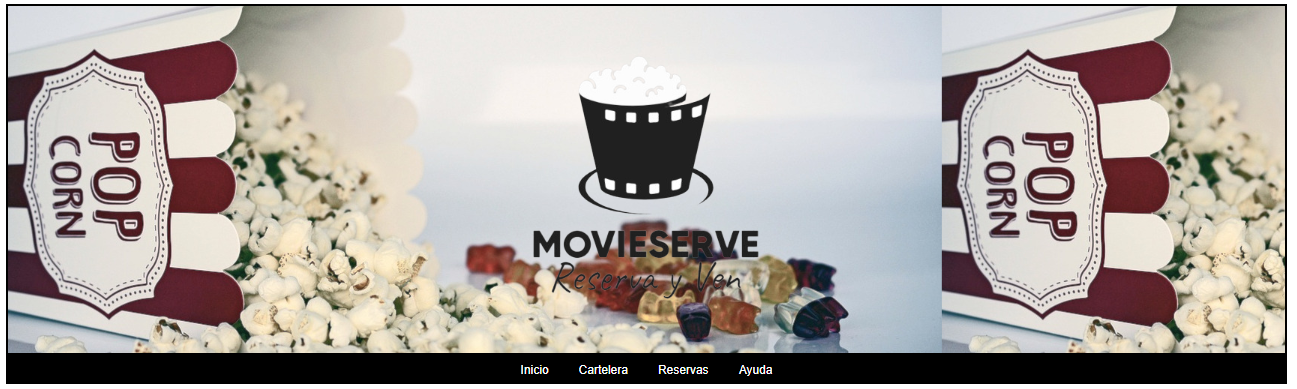 POP
CORN
MOVIESERVE
Reserva y Ven
POP
CORN
Inicio Cartelera Reservas Ayuda